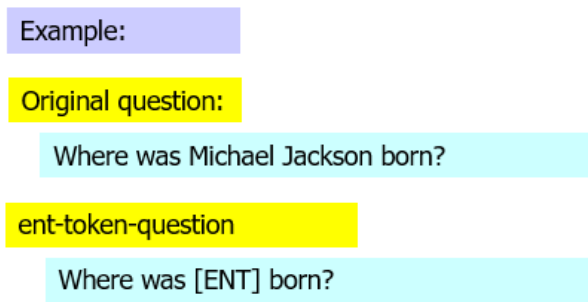 Example:
Original question:
Where was Michael Jackson born?
ent-token-question
Where was [ENT] born?